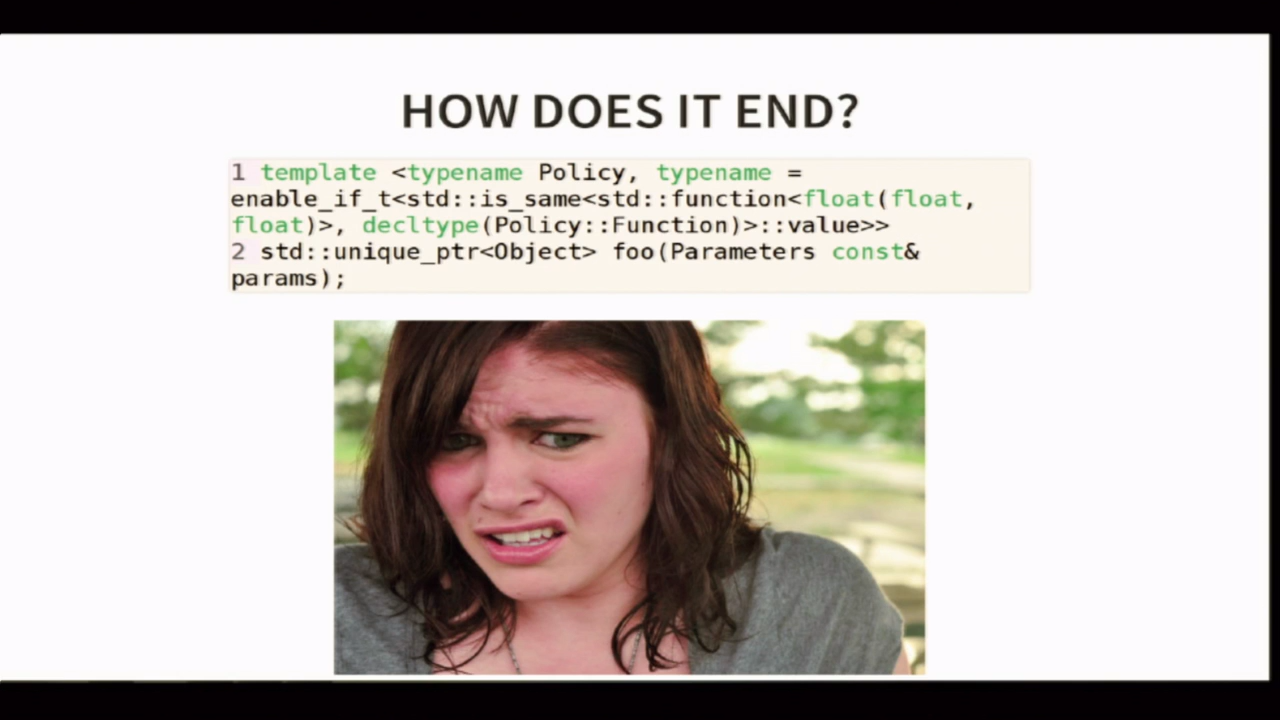 HOW DOES IT END?
1 template <typename Policy, typename =
enable_if_t<std::is_same<std::function<float(float,
float)>, decltype(Policy::Function)>::value>>
2 std::unique_ptr<Object> foo(Parameters const&
params);